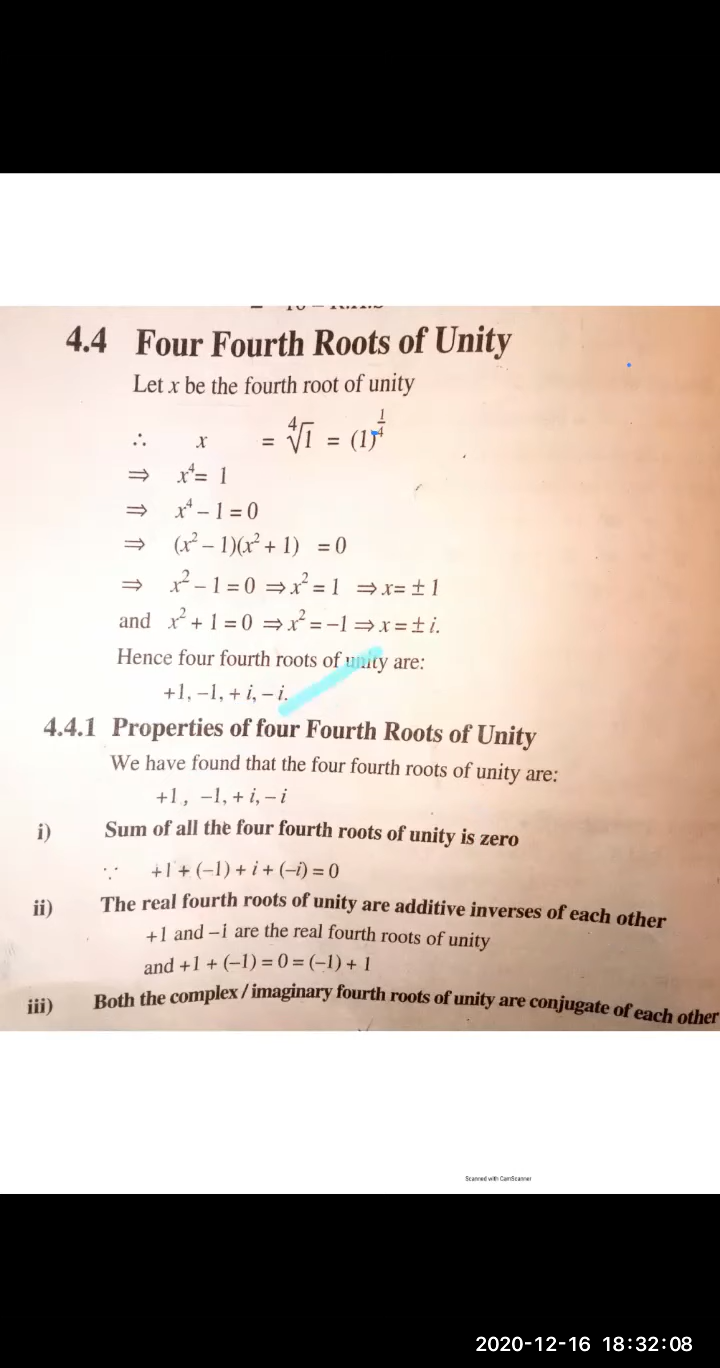 4.4 Four Fourth Roots of Unity
Let x be the fourth root of unity
∴ x = ∜1 = (1)^(1/4)
⇒ x⁴ = 1
⇒ x⁴ – 1 = 0
⇒ (x² – 1)(x² + 1) = 0
⇒ x² – 1 = 0 ⇒ x² = 1 ⇒ x = ± 1
and x² + 1 = 0 ⇒ x² = –1 ⇒ x = ± i.
Hence four fourth roots of unity are:
+1, –1, + i, – i.
4.4.1 Properties of four Fourth Roots of Unity
We have found that the four fourth roots of unity are:
+1 , –1, + i, – i
i) Sum of all the four fourth roots of unity is zero
∵ +1 + (–1) + i + (–i) = 0
ii) The real fourth roots of unity are additive inverses of each other
+1 and –i are the real fourth roots of unity
and +1 + (–1) = 0 = (–1) + 1
iii) Both the complex / imaginary fourth roots of unity are conjugate of each other
Scanned with CamScanner
2020-12-16 18:32:08